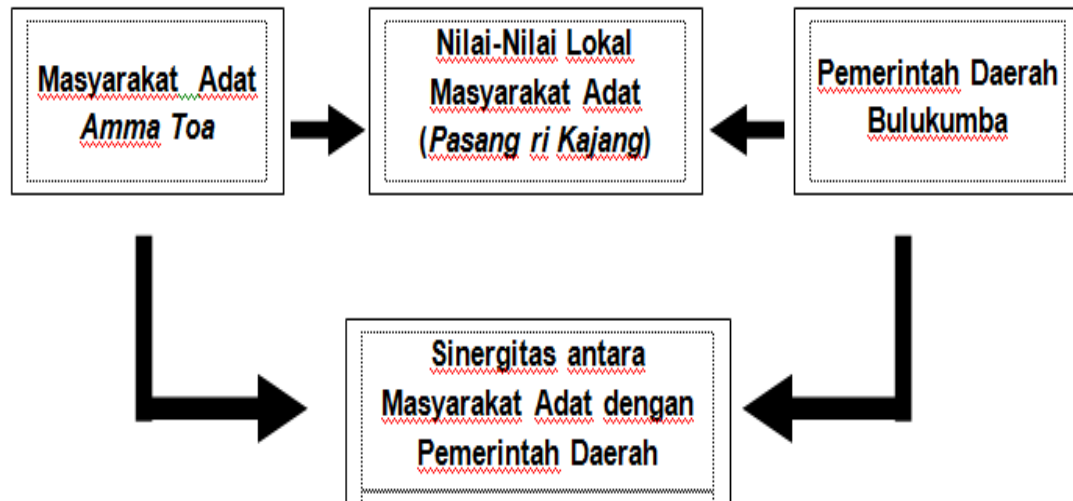 Masyarakat Adat
Amma Toa
Nilai-Nilai Lokal
Masyarakat Adat
(Pasang ri Kajang)
Pemerintah Daerah
Bulukumba
Sinergitas antara
Masyarakat Adat dengan
Pemerintah Daerah